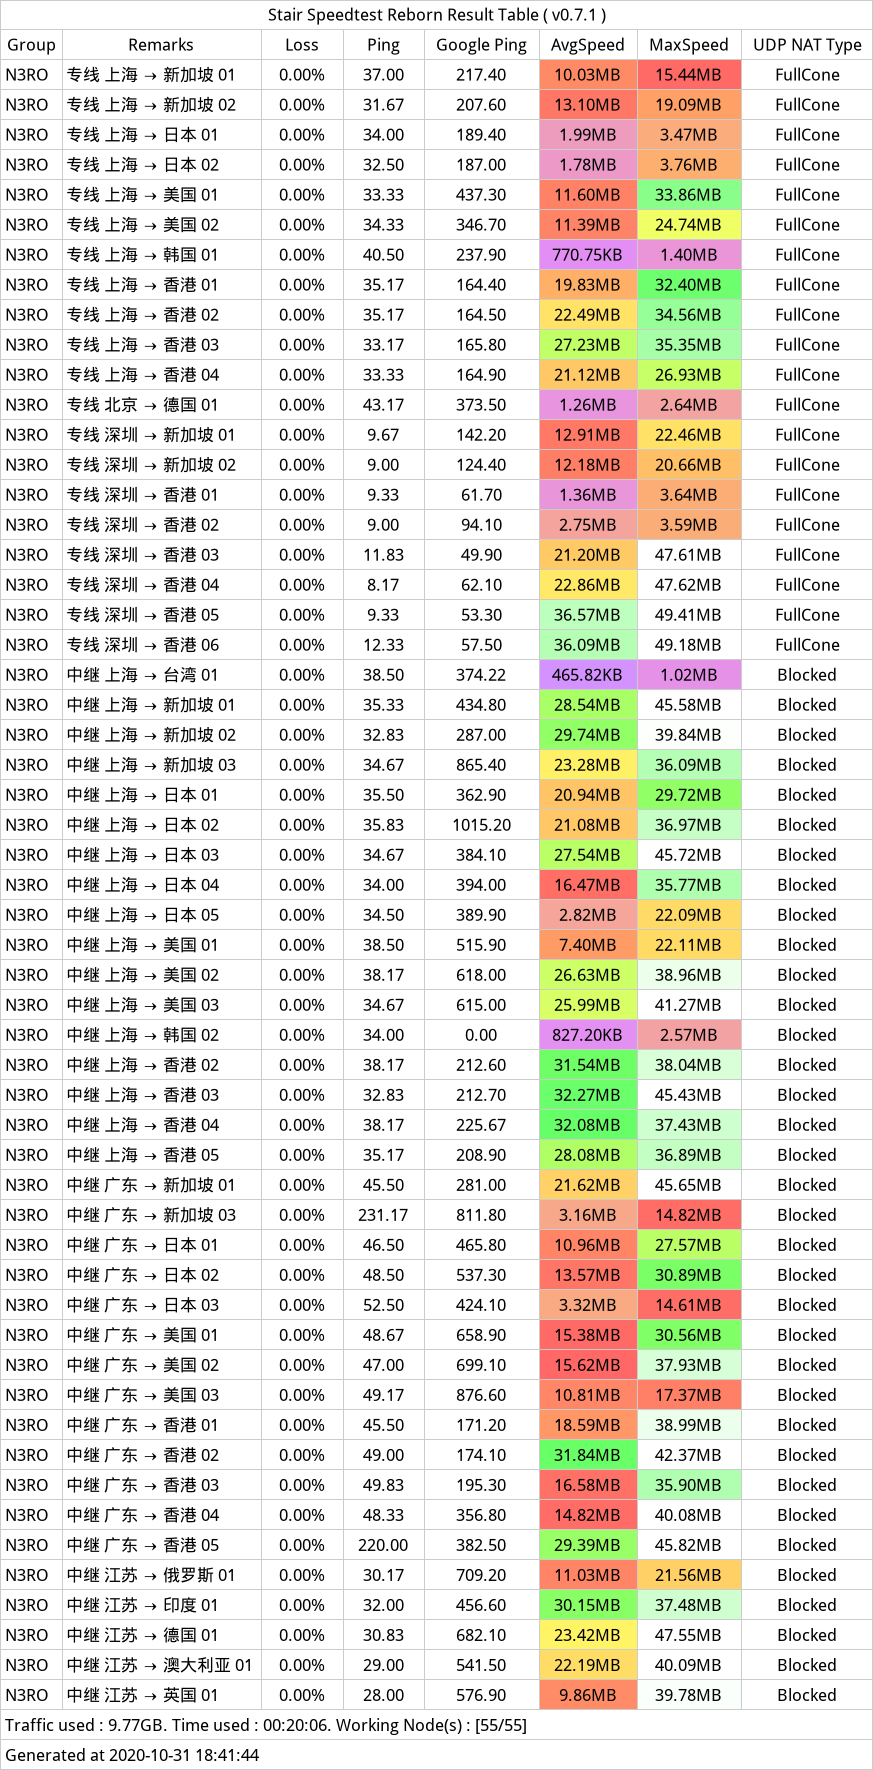 Stair Speedtest Reborn Result Table ( v0.7.1 )
Group Remarks Loss Ping Google Ping AvgSpeed MaxSpeed UDP NAT Type
N3RO 专线 上海 → 新加坡 01 0.00% 37.00 217.40 10.03MB 15.44MB FullCone
N3RO 专线 上海 → 新加坡 02 0.00% 31.67 207.60 13.10MB 19.09MB FullCone
N3RO 专线 上海 → 日本 01 0.00% 34.00 189.40 1.99MB 3.47MB FullCone
N3RO 专线 上海 → 日本 02 0.00% 32.50 187.00 1.78MB 3.76MB FullCone
N3RO 专线 上海 → 美国 01 0.00% 33.33 437.30 11.60MB 33.86MB FullCone
N3RO 专线 上海 → 美国 02 0.00% 34.33 346.70 11.39MB 24.74MB FullCone
N3RO 专线 上海 → 韩国 01 0.00% 40.50 237.90 770.75KB 1.40MB FullCone
N3RO 专线 上海 → 香港 01 0.00% 35.17 164.40 19.83MB 32.40MB FullCone
N3RO 专线 上海 → 香港 02 0.00% 35.17 164.50 22.49MB 34.56MB FullCone
N3RO 专线 上海 → 香港 03 0.00% 33.17 165.80 27.23MB 35.35MB FullCone
N3RO 专线 上海 → 香港 04 0.00% 33.33 164.90 21.12MB 26.93MB FullCone
N3RO 专线 北京 → 德国 01 0.00% 43.17 373.50 1.26MB 2.64MB FullCone
N3RO 专线 深圳 → 新加坡 01 0.00% 9.67 142.20 12.91MB 22.46MB FullCone
N3RO 专线 深圳 → 新加坡 02 0.00% 9.00 124.40 12.18MB 20.66MB FullCone
N3RO 专线 深圳 → 香港 01 0.00% 9.33 61.70 1.36MB 3.64MB FullCone
N3RO 专线 深圳 → 香港 02 0.00% 9.00 94.10 2.75MB 3.59MB FullCone
N3RO 专线 深圳 → 香港 03 0.00% 11.83 49.90 21.20MB 47.61MB FullCone
N3RO 专线 深圳 → 香港 04 0.00% 8.17 62.10 22.86MB 47.62MB FullCone
N3RO 专线 深圳 → 香港 05 0.00% 9.33 53.30 36.57MB 49.41MB FullCone
N3RO 专线 深圳 → 香港 06 0.00% 12.33 57.50 36.09MB 49.18MB FullCone
N3RO 中继 上海 → 台湾 01 0.00% 38.50 374.22 465.82KB 1.02MB Blocked
N3RO 中继 上海 → 新加坡 01 0.00% 35.33 434.80 28.54MB 45.58MB Blocked
N3RO 中继 上海 → 新加坡 02 0.00% 32.83 287.00 29.74MB 39.84MB Blocked
N3RO 中继 上海 → 新加坡 03 0.00% 34.67 865.40 23.28MB 36.09MB Blocked
N3RO 中继 上海 → 日本 01 0.00% 35.50 362.90 20.94MB 29.72MB Blocked
N3RO 中继 上海 → 日本 02 0.00% 35.83 1015.20 21.08MB 36.97MB Blocked
N3RO 中继 上海 → 日本 03 0.00% 34.67 384.10 27.54MB 45.72MB Blocked
N3RO 中继 上海 → 日本 04 0.00% 34.00 394.00 16.47MB 35.77MB Blocked
N3RO 中继 上海 → 日本 05 0.00% 34.50 389.90 2.82MB 22.09MB Blocked
N3RO 中继 上海 → 美国 01 0.00% 38.50 515.90 7.40MB 22.11MB Blocked
N3RO 中继 上海 → 美国 02 0.00% 38.17 618.00 26.63MB 38.96MB Blocked
N3RO 中继 上海 → 美国 03 0.00% 34.67 615.00 25.99MB 41.27MB Blocked
N3RO 中继 上海 → 韩国 02 0.00% 34.00 0.00 827.20KB 2.57MB Blocked
N3RO 中继 上海 → 香港 02 0.00% 38.17 212.60 31.54MB 38.04MB Blocked
N3RO 中继 上海 → 香港 03 0.00% 32.83 212.70 32.27MB 45.43MB Blocked
N3RO 中继 上海 → 香港 04 0.00% 38.17 225.67 32.08MB 37.43MB Blocked
N3RO 中继 上海 → 香港 05 0.00% 35.17 208.90 28.08MB 36.89MB Blocked
N3RO 中继 广东 → 新加坡 01 0.00% 45.50 281.00 21.62MB 45.65MB Blocked
N3RO 中继 广东 → 新加坡 03 0.00% 231.17 811.80 3.16MB 14.82MB Blocked
N3RO 中继 广东 → 日本 01 0.00% 46.50 465.80 10.96MB 27.57MB Blocked
N3RO 中继 广东 → 日本 02 0.00% 48.50 537.30 13.57MB 30.89MB Blocked
N3RO 中继 广东 → 日本 03 0.00% 52.50 424.10 3.32MB 14.61MB Blocked
N3RO 中继 广东 → 美国 01 0.00% 48.67 658.90 15.38MB 30.56MB Blocked
N3RO 中继 广东 → 美国 02 0.00% 47.00 699.10 15.62MB 37.93MB Blocked
N3RO 中继 广东 → 美国 03 0.00% 49.17 876.60 10.81MB 17.37MB Blocked
N3RO 中继 广东 → 香港 01 0.00% 45.50 171.20 18.59MB 38.99MB Blocked
N3RO 中继 广东 → 香港 02 0.00% 49.00 174.10 31.84MB 42.37MB Blocked
N3RO 中继 广东 → 香港 03 0.00% 49.83 195.30 16.58MB 35.90MB Blocked
N3RO 中继 广东 → 香港 04 0.00% 48.33 356.80 14.82MB 40.08MB Blocked
N3RO 中继 广东 → 香港 05 0.00% 220.00 382.50 29.39MB 45.82MB Blocked
N3RO 中继 江苏 → 俄罗斯 01 0.00% 30.17 709.20 11.03MB 21.56MB Blocked
N3RO 中继 江苏 → 印度 01 0.00% 32.00 456.60 30.15MB 37.48MB Blocked
N3RO 中继 江苏 → 德国 01 0.00% 30.83 682.10 23.42MB 47.55MB Blocked
N3RO 中继 江苏 → 澳大利亚 01 0.00% 29.00 541.50 22.19MB 40.09MB Blocked
N3RO 中继 江苏 → 英国 01 0.00% 28.00 576.90 9.86MB 39.78MB Blocked
Traffic used : 9.77GB. Time used : 00:20:06. Working Node(s) : [55/55]
Generated at 2020-10-31 18:41:44